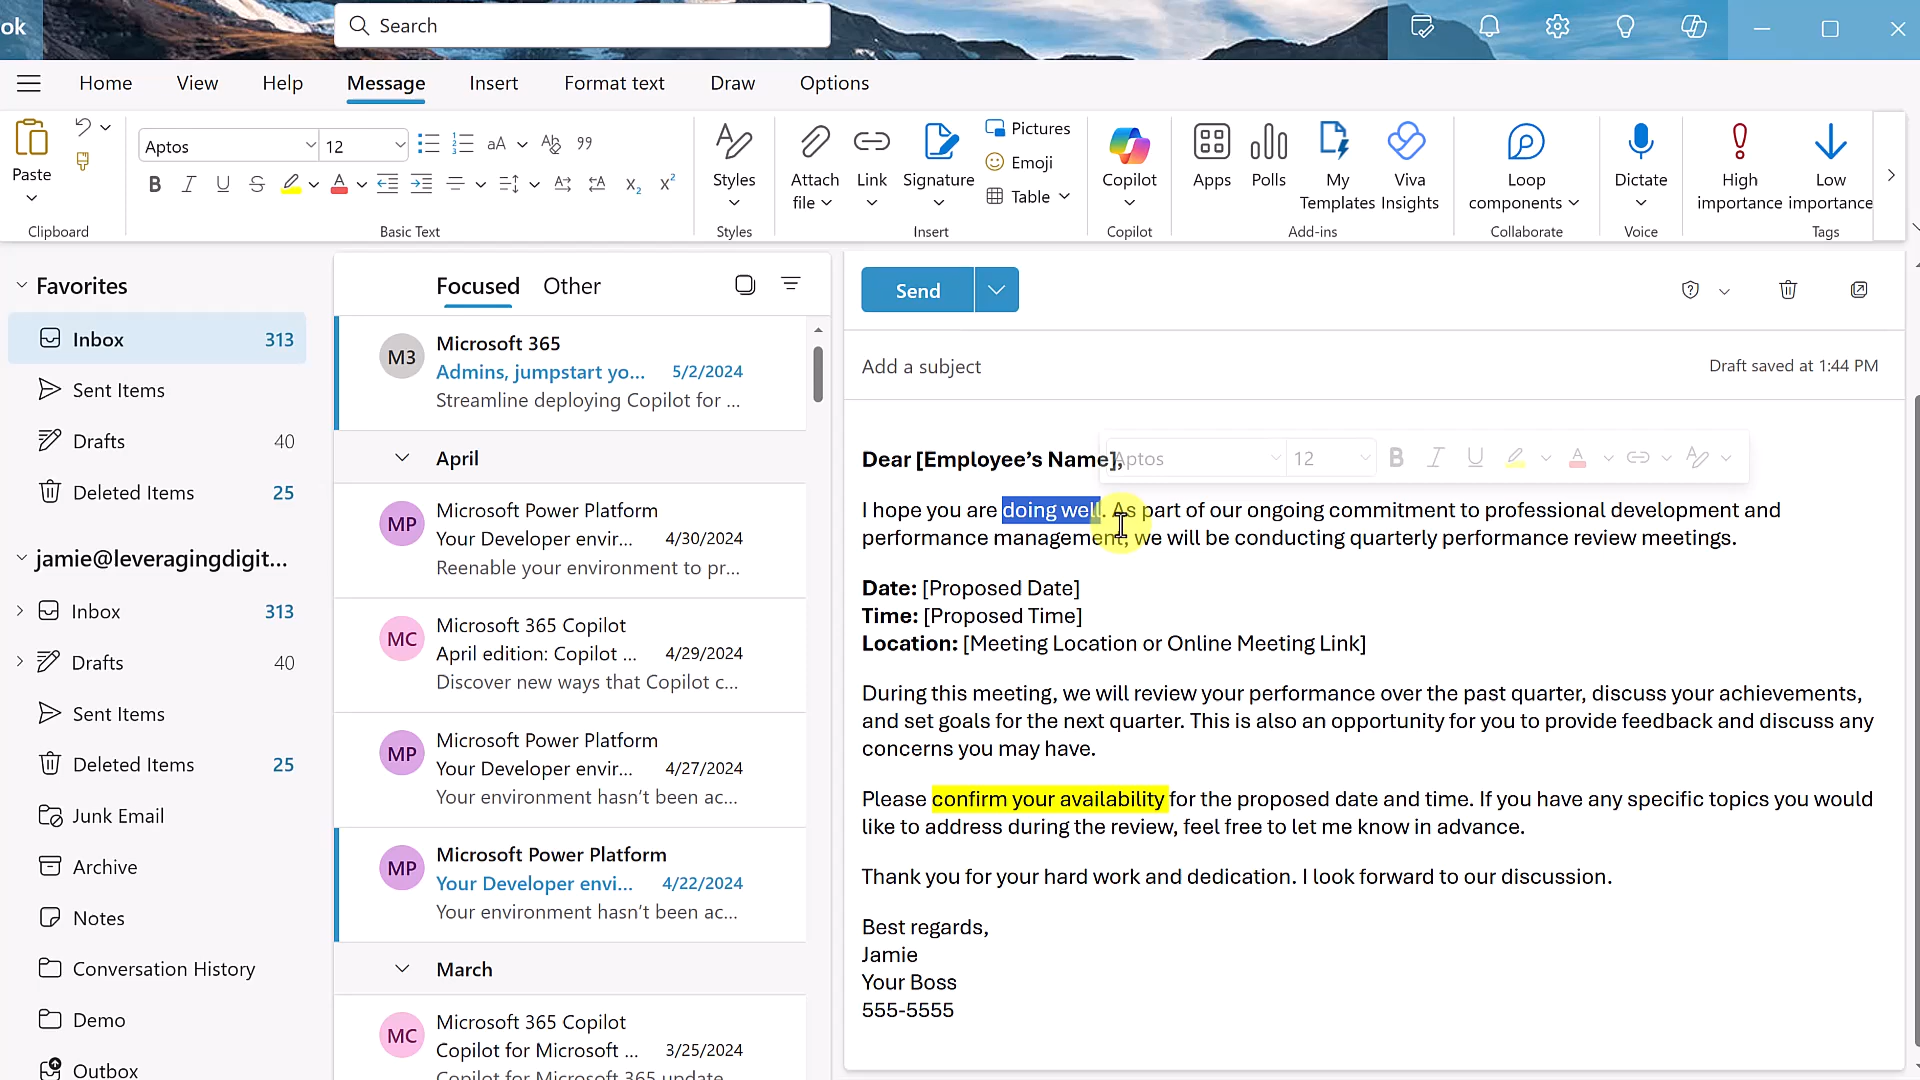 ok
Search
Home
View
Help
Message
Insert
Format text
Draw
Options
Paste
Clipboard
Aptos
12
aA
Basic Text
Styles
Styles
Attach
file
Link
Signature
Pictures
Emoji
Table
Insert
Copilot
Copilot
Apps
Polls
My
Templates
Viva
Insights
Add-ins
Loop
components
Collaborate
Dictate
Voice
High
importance
Low
importance
Tags
Favorites
Inbox 313
Sent Items
Drafts 40
Deleted Items 25
jamie@leveragingdigit...
Inbox 313
Drafts 40
Sent Items
Deleted Items 25
Junk Email
Archive
Notes
Conversation History
Demo
Outbox
Focused
Other
M3
Microsoft 365
Admins, jumpstart yo... 5/2/2024
Streamline deploying Copilot for ...
April
MP
Microsoft Power Platform
Your Developer envir... 4/30/2024
Reenable your environment to pr...
MC
Microsoft 365 Copilot
April edition: Copilot ... 4/29/2024
Discover new ways that Copilot c...
MP
Microsoft Power Platform
Your Developer envir... 4/27/2024
Your environment hasn't been ac...
MP
Microsoft Power Platform
Your Developer envi... 4/22/2024
Your environment hasn't been ac...
March
MC
Microsoft 365 Copilot
Copilot for Microsoft ... 3/25/2024
Copilot for Microsoft 365 update
Send
Add a subject
Draft saved at 1:44 PM
Dear [Employee's Name],
Aptos
12
B I U A
I hope you are doing well. As part of our ongoing commitment to professional development and
performance management, we will be conducting quarterly performance review meetings.
Date: [Proposed Date]
Time: [Proposed Time]
Location: [Meeting Location or Online Meeting Link]
During this meeting, we will review your performance over the past quarter, discuss your achievements,
and set goals for the next quarter. This is also an opportunity for you to provide feedback and discuss any
concerns you may have.
Please confirm your availability for the proposed date and time. If you have any specific topics you would
like to address during the review, feel free to let me know in advance.
Thank you for your hard work and dedication. I look forward to our discussion.
Best regards,
Jamie
Your Boss
555-5555